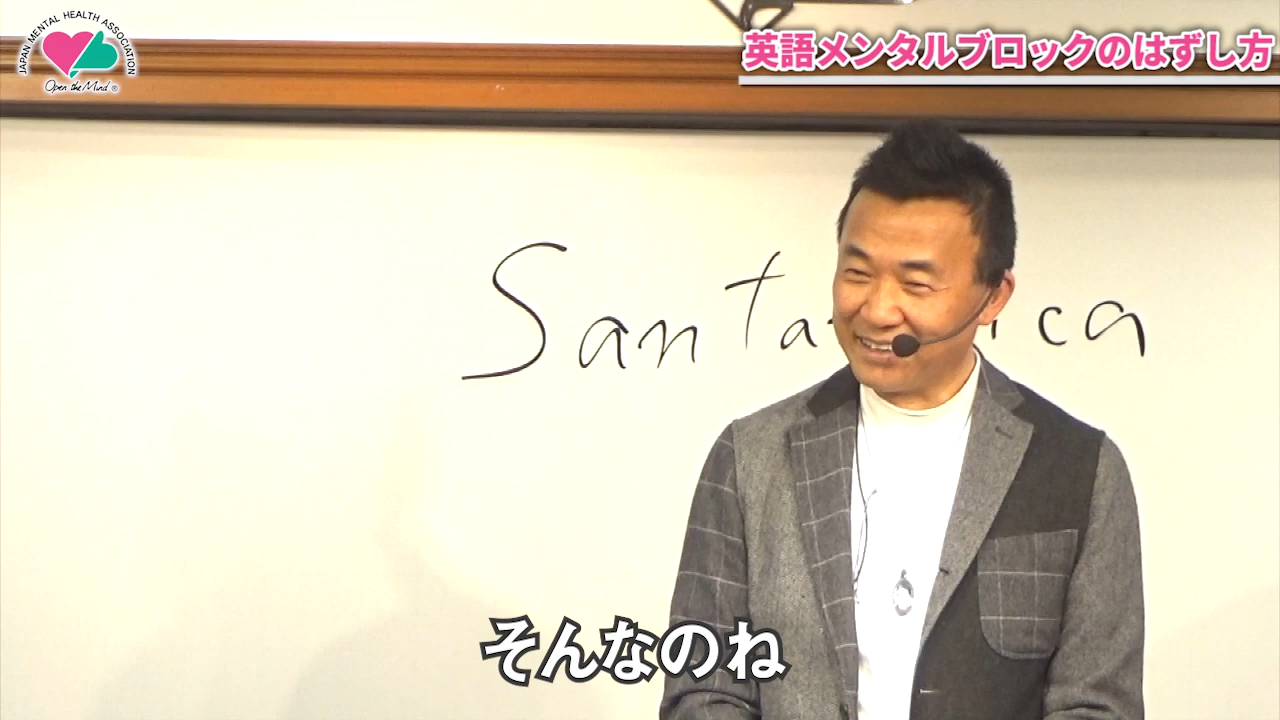 JAPAN MENTAL HEALTH ASSOCIATION
Open the Mind ®
英語メンタルブロックのはずし方
Santa ca
そんなのね